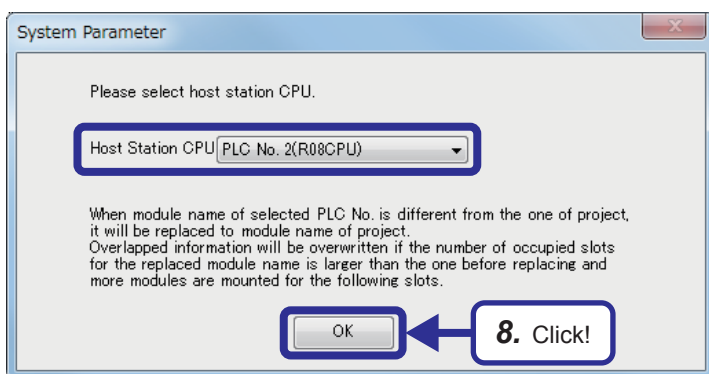 System Parameter
Please select host station CPU.
Host Station CPU PLC No. 2(R08CPU)
When module name of selected PLC No. is different from the one of project,
it will be replaced to module name of project.
Overlapped information will be overwritten if the number of occupied slots
for the replaced module name is larger than the one before replacing and
more modules are mounted for the following slots.
OK
8. Click!